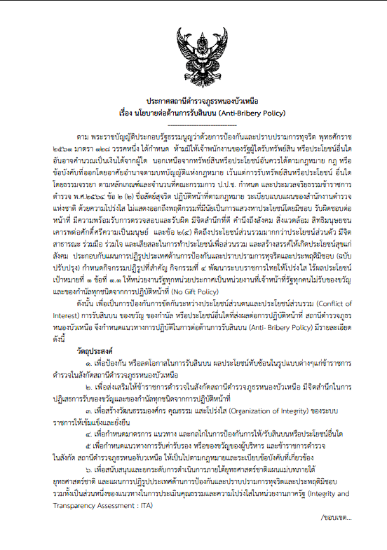 ประกาศสถานีตำรวจภูธรหนองบัวเหนือ
เรื่อง นโยบายต่อต้านการรับสินบน (Anti-Bribery Policy)
ตาม พระราชบัญญัติประกอบรัฐธรรมนูญว่าด้วยการป้องกันและปราบปรามการทุจริต พุทธศักราช
๒๕๖๑ มาตรา ๑๒๘ วรรคหนึ่ง ได้กำหนด ห้ามมิให้เจ้าพนักงานของรัฐผู้ใดรับทรัพย์สิน หรือประโยชน์อื่นใด
อันอาจคำนวณเป็นเงินได้จากผู้ใด นอกเหนือจากทรัพย์สินหรือประโยชน์อันควรได้ตามกฎหมาย กฎ หรือ
ข้อบังคับที่ออกโดยอาศัยอำนาจตามบทบัญญัติแห่งกฎหมาย เว้นแต่การรับทรัพย์สินหรือประโยชน์ อื่นใด
โดยธรรมจรรยา ตามหลักเกณฑ์และจำนวนที่คณะกรรมการ ป.ป.ช. กำหนด และประมวลจริยธรรมข้าราชการ
ตำรวจ พ.ศ.๒๕๖๔ ข้อ ๒ (๒) ซื่อสัตย์สุจริต ปฏิบัติหน้าที่ตามกฎหมาย ระเบียบแบบแผนของสำนักงานตำรวจ
แห่งชาติ ด้วยความโปร่งใส ไม่แสดงออกถึงพฤติกรรมที่มีนัยเป็นการแสวงหาประโยชน์โดยมิชอบ รับผิดชอบต่อ
หน้าที่ มีความพร้อมรับการตรวจสอบและรับผิด มีจิตสำนึกที่ดี คำนึงถึงสังคม สิ่งแวดล้อม สิทธิมนุษยชน
เคารพต่อศักดิ์ศรีความเป็นมนุษย์ และข้อ ๒(๔) คิดถึงประโยชน์ส่วนรวมมากกว่าประโยชน์ส่วนตัว มีจิต
สาธารณะ ร่วมมือ ร่วมใจ และเสียสละในการทำประโยชน์เพื่อส่วนรวม และสร้างสรรค์ให้เกิดประโยชน์สุขแก่
สังคม ประกอบกับแผนการปฏิรูปประเทศด้านการป้องกันและปราบปรามการทุจริตและประพฤติมิชอบ (ฉบับ
ปรับปรุง) กำหนดกิจกรรมปฏิรูปที่สำคัญ กิจกรรมที่ ๔ พัฒนาระบบราชการไทยให้โปร่งใส ไร้ผลประโยชน์
เป้าหมายที่ ๑ ข้อที่ ๑.๑ ให้หน่วยงานรัฐทุกหน่วยประกาศเป็นหน่วยงานที่เจ้าหน้าที่รัฐทุกคนไม่รับของขวัญ
และของกำนัลทุกชนิดจากการปฏิบัติหน้าที่ (No Gift Policy)
ดังนั้น เพื่อเป็นการป้องกันการขัดกันระหว่างประโยชน์ส่วนตนและประโยชน์ส่วนรวม (Conflict of
Interest) การรับสินบน ของขวัญ ของกำนัล หรือประโยชน์อื่นใดที่ส่งผลต่อการปฏิบัติหน้าที่ สถานีตำรวจภูธร
หนองบัวเหนือ จึงกำหนดแนวทางการปฏิบัติในการต่อต้านการรับสินบน (Anti- Bribery Policy) มีรายละเอียด
ดังนี้
วัตถุประสงค์
๑. เพื่อป้องกัน หรือลดโอกาสในการรับสินบน ผลประโยชน์ทับซ้อนในรูปแบบต่างๆแก่ข้าราชการ
ตำรวจในสังกัดสถานีตำรวจภูธรหนองบัวเหนือ
๒. เพื่อส่งเสริมให้ข้าราชการตำรวจในสังกัดสถานีตำรวจภูธรหนองบัวเหนือ มีจิตสำนึกในการ
ปฏิเสธการรับของขวัญและของกำนัลทุกชนิดจากการปฏิบัติหน้าที่
๓. เพื่อสร้างวัฒนธรรมองค์กร คุณธรรม และโปร่งใส (Organization of Integrity) ของระบบ
ราชการให้เข้มแข็งและยั่งยืน
๔. เพื่อกำหนดมาตรการ แนวทาง และกลไกในการป้องกันการให้/รับสินบนหรือประโยชน์อื่นใด
๕ เพื่อกำหนดแนวทางการรับค่ารับรอง หรือของขวัญของผู้บริหาร และข้าราชการตำรวจ
ในสังกัด สถานีตำรวจภูธรหนองบัวเหนือ ให้เป็นไปตามกฎหมายและระเบียบข้อบังคับที่เกี่ยวข้อง
๖. เพื่อสนับสนุนและยกระดับการดำเนินการภายใต้ยุทธศาสตร์ชาติแผนแม่บทภายใต้
ยุทธศาสตร์ชาติ และแผนการปฏิรูปประเทศด้านการป้องกันและปราบปรามการทุจริตและประพฤติมิชอบ
รวมทั้งเป็นส่วนหนึ่งของแนวทางในการประเมินคุณธรรมและความโปร่งใสในหน่วยงานภาครัฐ (Integrity and
Transparency Assessment : ITA)
/ขอบเขต...